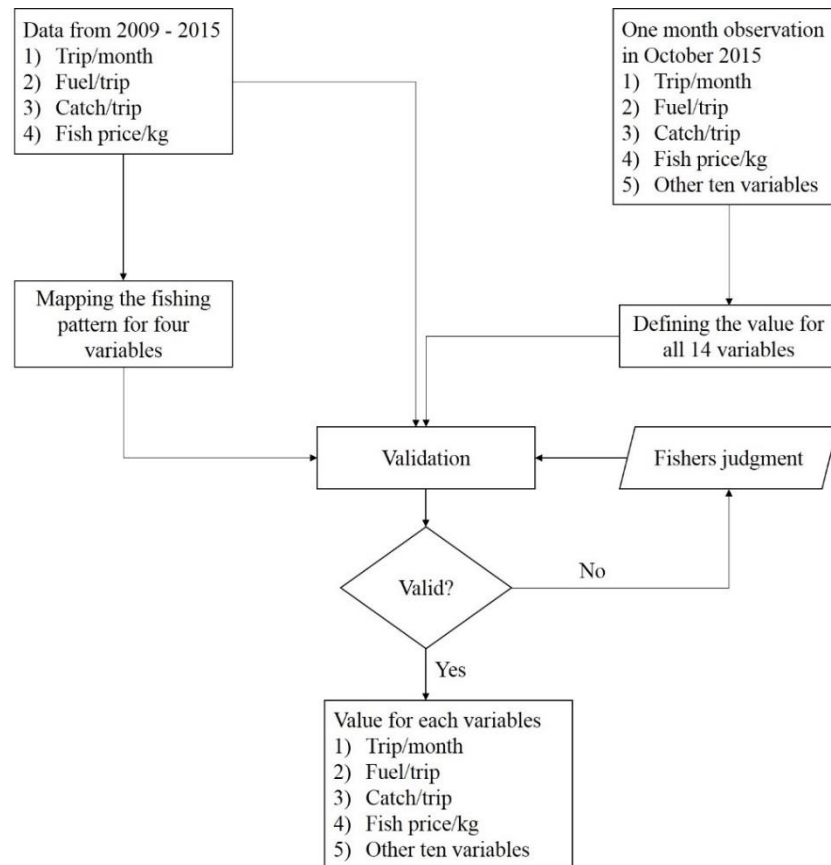 Data from 2009 - 2015
1) Trip/month
2) Fuel/trip
3) Catch/trip
4) Fish price/kg
One month observation
in October 2015
1) Trip/month
2) Fuel/trip
3) Catch/trip
4) Fish price/kg
5) Other ten variables
Mapping the fishing
pattern for four
variables
Defining the value for
all 14 variables
Validation
Fishers judgment
Valid?
No
Yes
Value for each variables
1) Trip/month
2) Fuel/trip
3) Catch/trip
4) Fish price/kg
5) Other ten variables